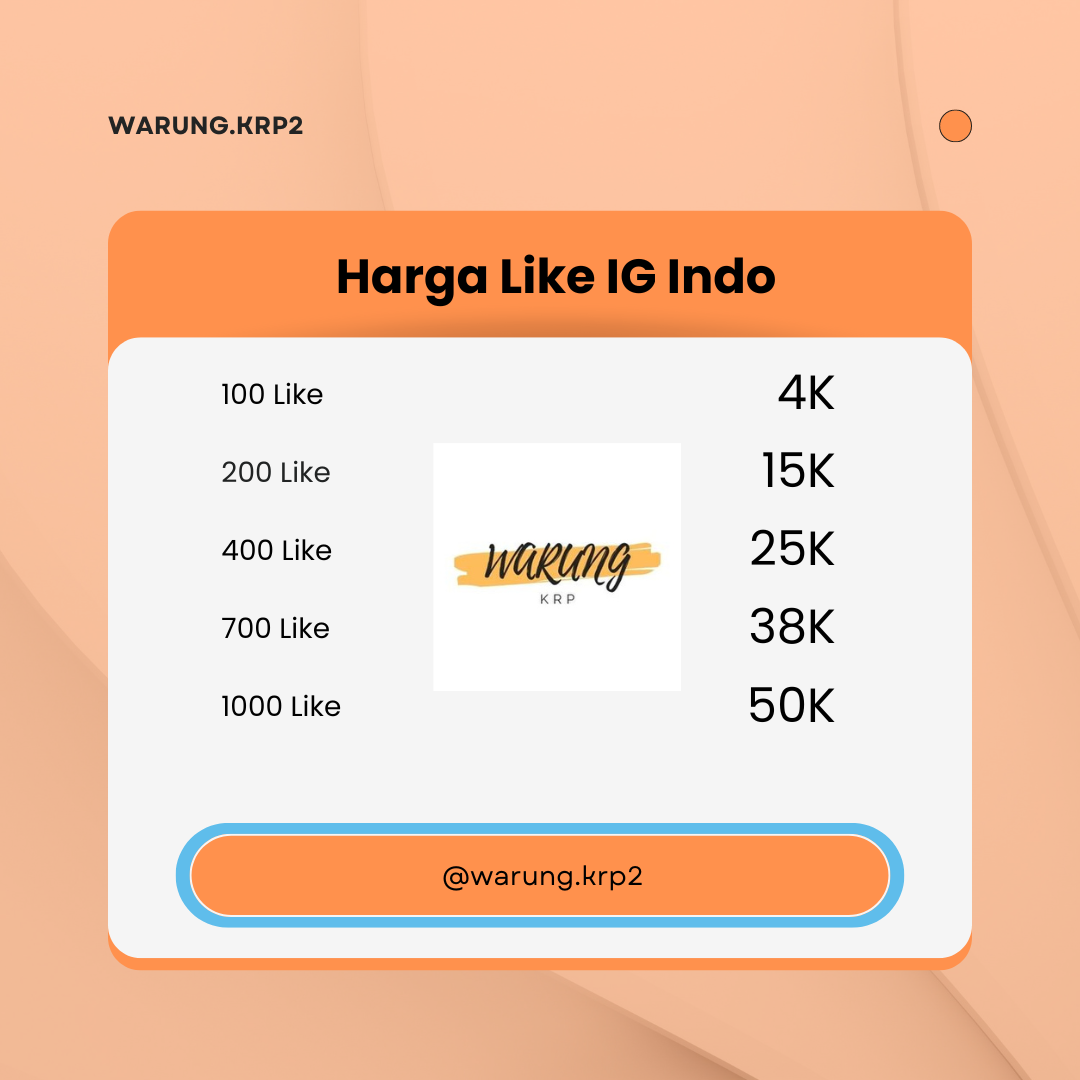 WARUNG.KRP2
Harga Like IG Indo
100 Like 4K
200 Like 15K
400 Like 25K
700 Like 38K
1000 Like 50K
WARUNG
KRP
@warung.krp2